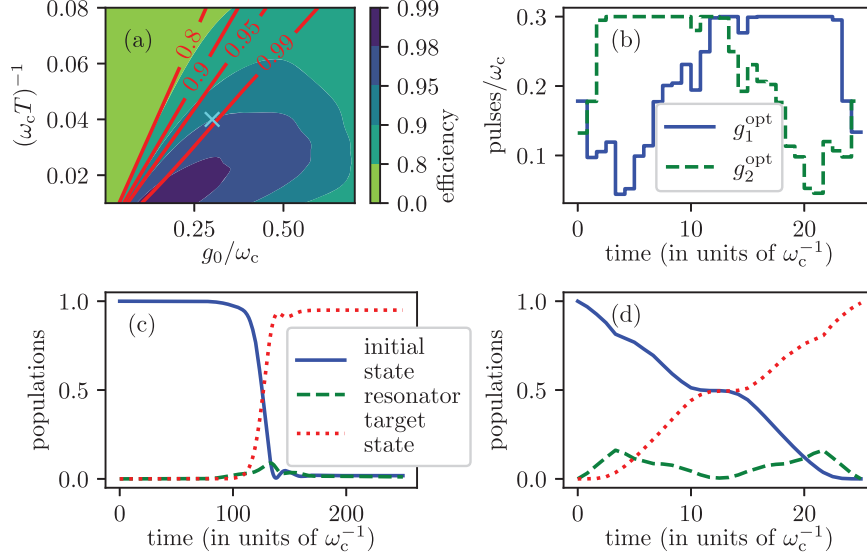 (a)
0.8
0.9
0.95
0.99
0.08
0.06
0.04
0.02
(ω_c T)^{-1}
0.25
0.50
g_0/ω_c
0.99
0.98
0.95
0.9
0.8
0.0
efficiency
(b)
0.3
0.2
0.1
pulses/ω_c
g_1^{opt}
g_2^{opt}
0
10
20
time (in units of ω_c^{-1})
(c)
1.0
0.5
0.0
populations
initial
state
resonator
target
state
0
100
200
time (in units of ω_c^{-1})
(d)
1.0
0.5
0.0
populations
0
10
20
time (in units of ω_c^{-1})